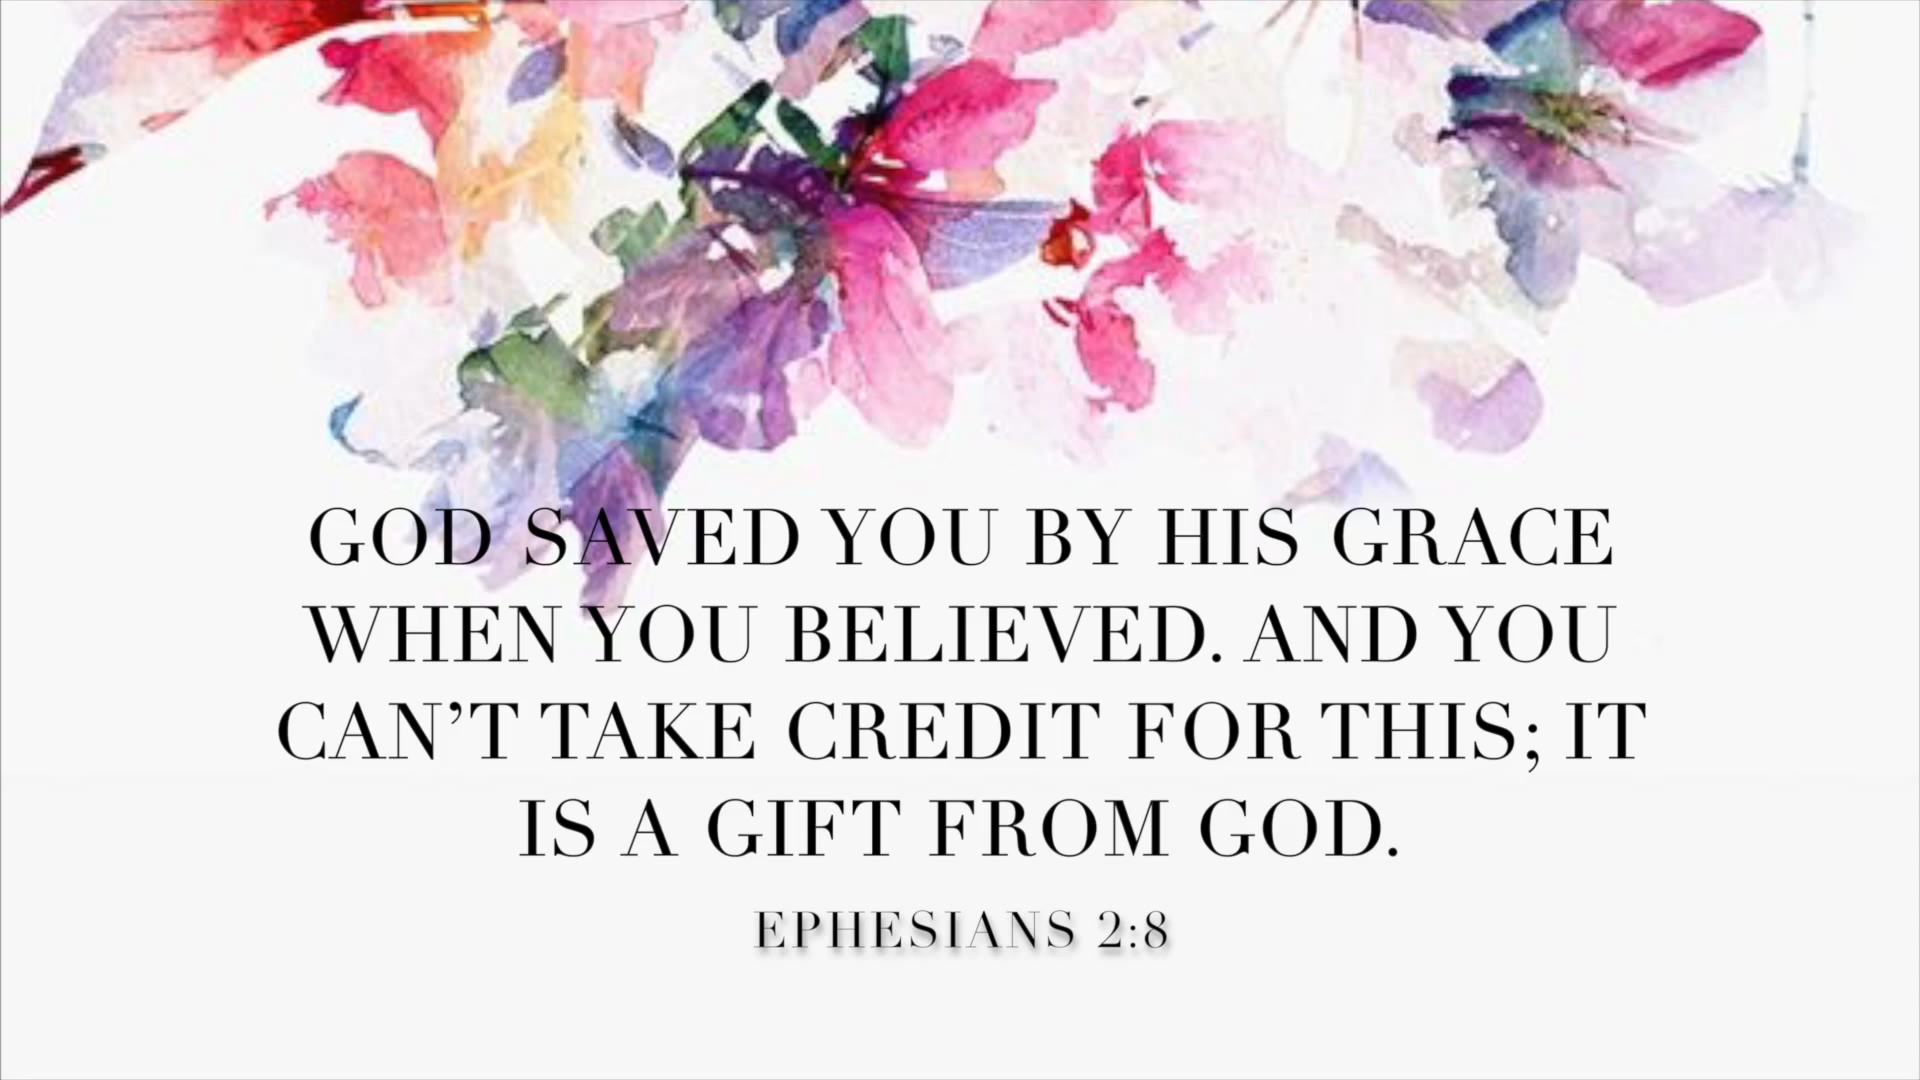 GOD SAVED YOU BY HIS GRACE
WHEN YOU BELIEVED. AND YOU
CAN’T TAKE CREDIT FOR THIS; IT
IS A GIFT FROM GOD.
EPHESIANS 2:8